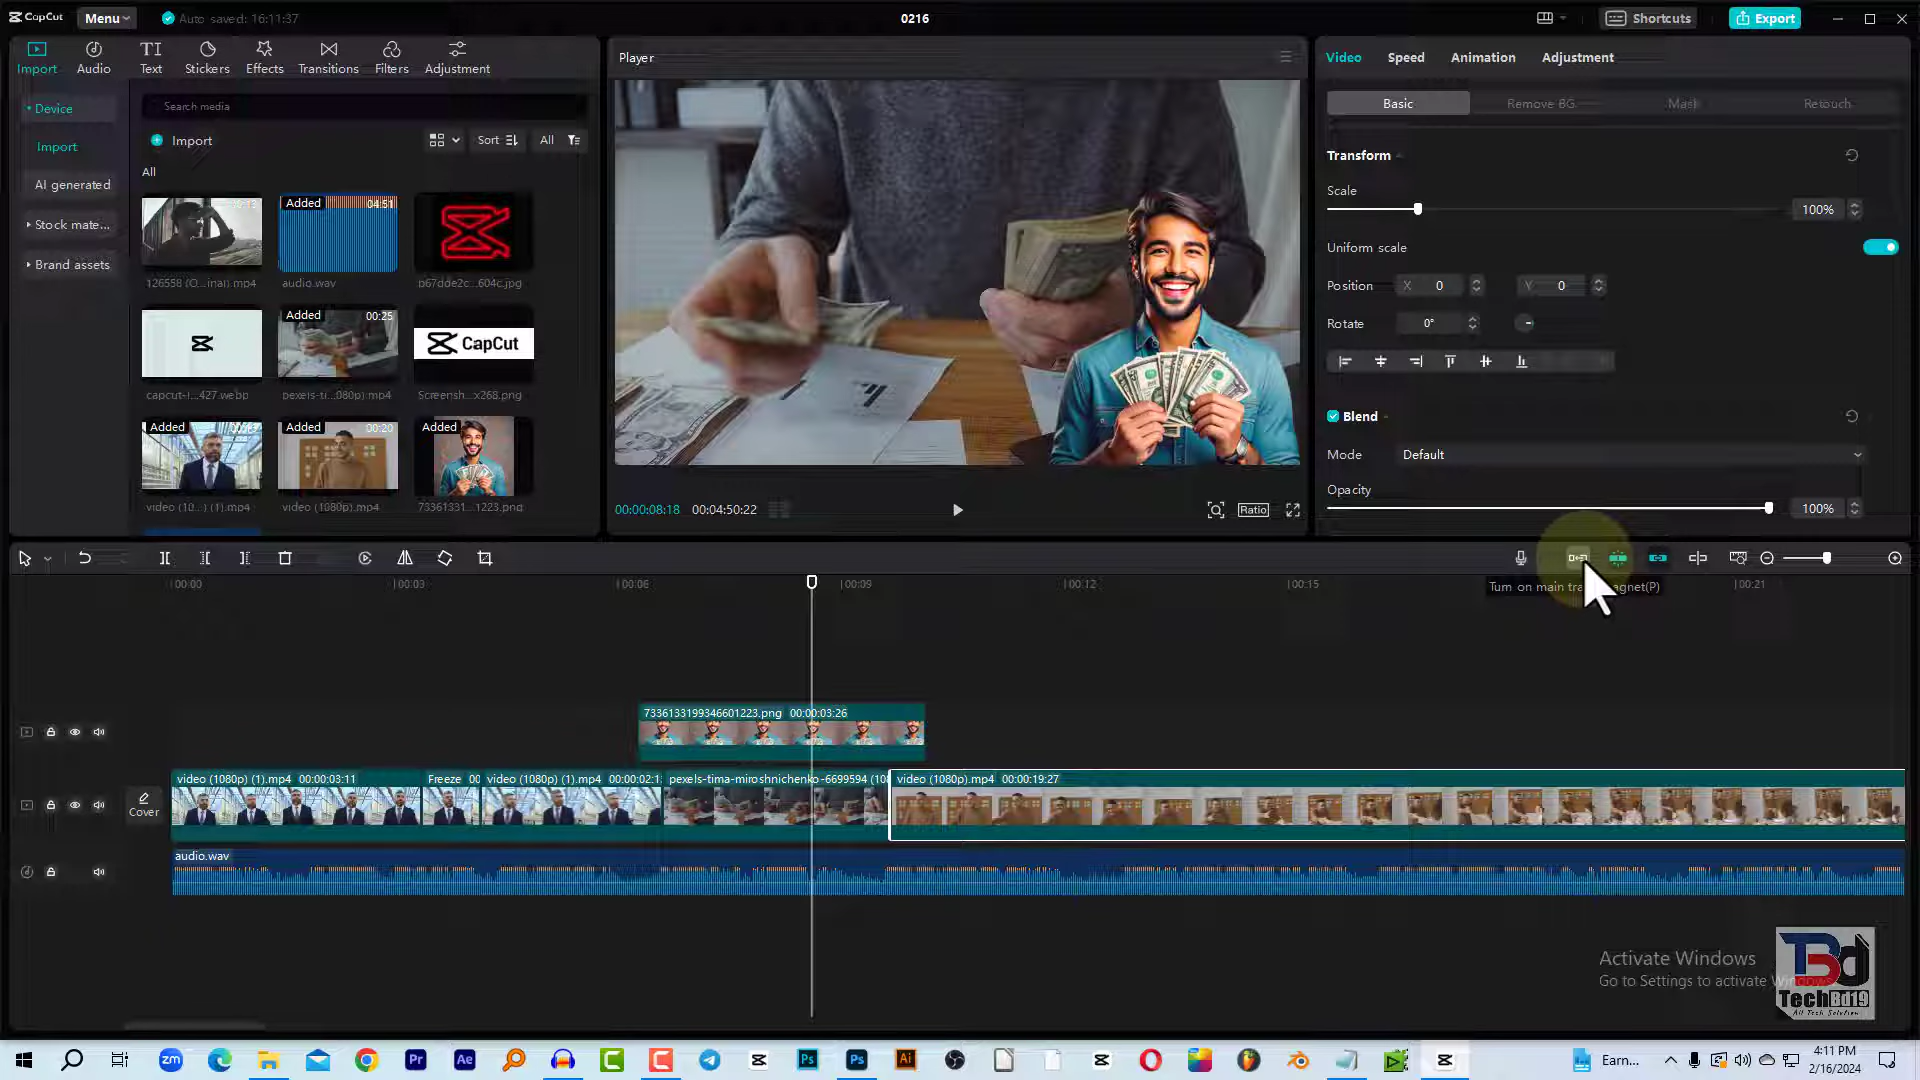 CapCut
Menu
Auto saved: 16:11:37
0216
Shortcuts
Export
Import
Audio
TI
Text
Stickers
Effects
Transitions
Filters
Adjustment
Player
Video
Speed
Animation
Adjustment
Device
Import
AI generated
Stock mate...
Brand assets
Search media
Import
Sort
All
All
Added
04:51
126558 (O...inal).mp4
audio.wav
p67dde2c...604c.jpg
CapCut
Added
00:25
capcut-i...427.webp
pexels-ti...080p).mp4
Screensh...x268.png
Added
Added
00:20
Added
video (10...) (1).mp4
video (1080p).mp4
73361331...1223.png
00:00:08:18
00:04:50:22
Ratio
Basic
Remove BG
Mask
Retouch
Transform
Scale
100%
Uniform scale
Position
X
0
Y
0
Rotate
0°
Blend
Mode
Default
Opacity
100%
Turn on main
agnet(P)
00:00
00:03
00:06
00:09
00:12
00:15
00:21
7336133199346601223.png 00:00:03:26
Cover
video (1080p) (1).mp4 00:00:03:11
Freeze 00
video (1080p) (1).mp4 00:00:02:1
pexels-tima-miroshnichenko-6699594 (10
video (1080p).mp4 00:00:19:27
audio.wav
Activate Windows
Go to Settings to activate
TBd
TechBd19
All Tech Solution
zm
Pr
Ae
Ps
Ps
Ai
Earn...
4:11 PM
2/16/2024